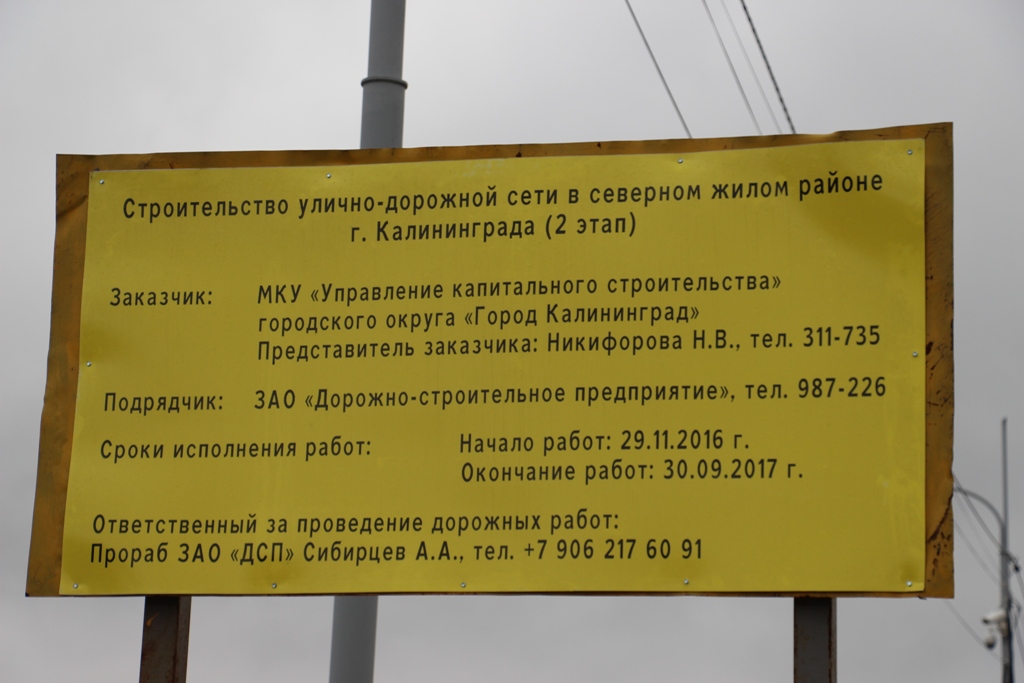 Строительство улично-дорожной сети в северном жилом районе
г. Калининграда (2 этап)
Заказчик: МКУ «Управление капитального строительства»
городского округа «Город Калининград»
Представитель заказчика: Никифорова Н.В., тел. 311-735
Подрядчик: ЗАО «Дорожно-строительное предприятие», тел. 987-226
Сроки исполнения работ: Начало работ: 29.11.2016 г.
Окончание работ: 30.09.2017 г.
Ответственный за проведение дорожных работ:
Прораб ЗАО «ДСП» Сибирцев А.А., тел. +7 906 217 60 91